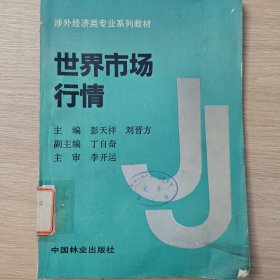 涉外经济类专业系列教材
世界市场
行情
主 编 彭天祥 刘晋方
副主编 丁自奋
主 审 李开运
中国林业出版社